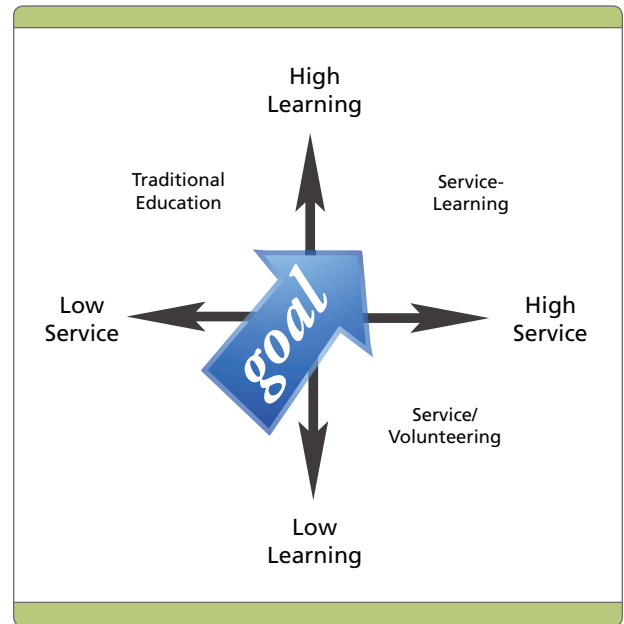 High
Learning
Traditional
Education
Service-
Learning
Low
Service
goal
High
Service
Service/
Volunteering
Low
Learning